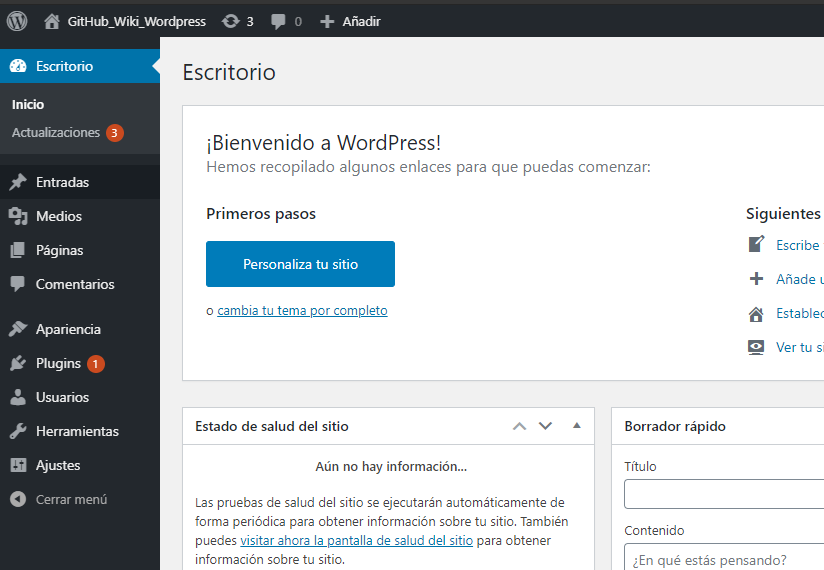 GitHub_Wiki_Wordpress 3 0 Añadir
Escritorio
Inicio
Actualizaciones 3
Entradas
Medios
Páginas
Comentarios
Apariencia
Plugins 1
Usuarios
Herramientas
Ajustes
Cerrar menú
Escritorio
¡Bienvenido a WordPress!
Hemos recopilado algunos enlaces para que puedas comenzar:
Primeros pasos
Personaliza tu sitio
o cambia tu tema por completo
Siguientes
Escribe
Añade u
Establec
Ver tu si
Estado de salud del sitio
Aún no hay información...
Las pruebas de salud del sitio se ejecutarán automáticamente de
forma periódica para obtener información sobre tu sitio. También
puedes visitar ahora la pantalla de salud del sitio para obtener
información sobre tu sitio.
Borrador rápido
Título
Contenido
¿En qué estás pensando?